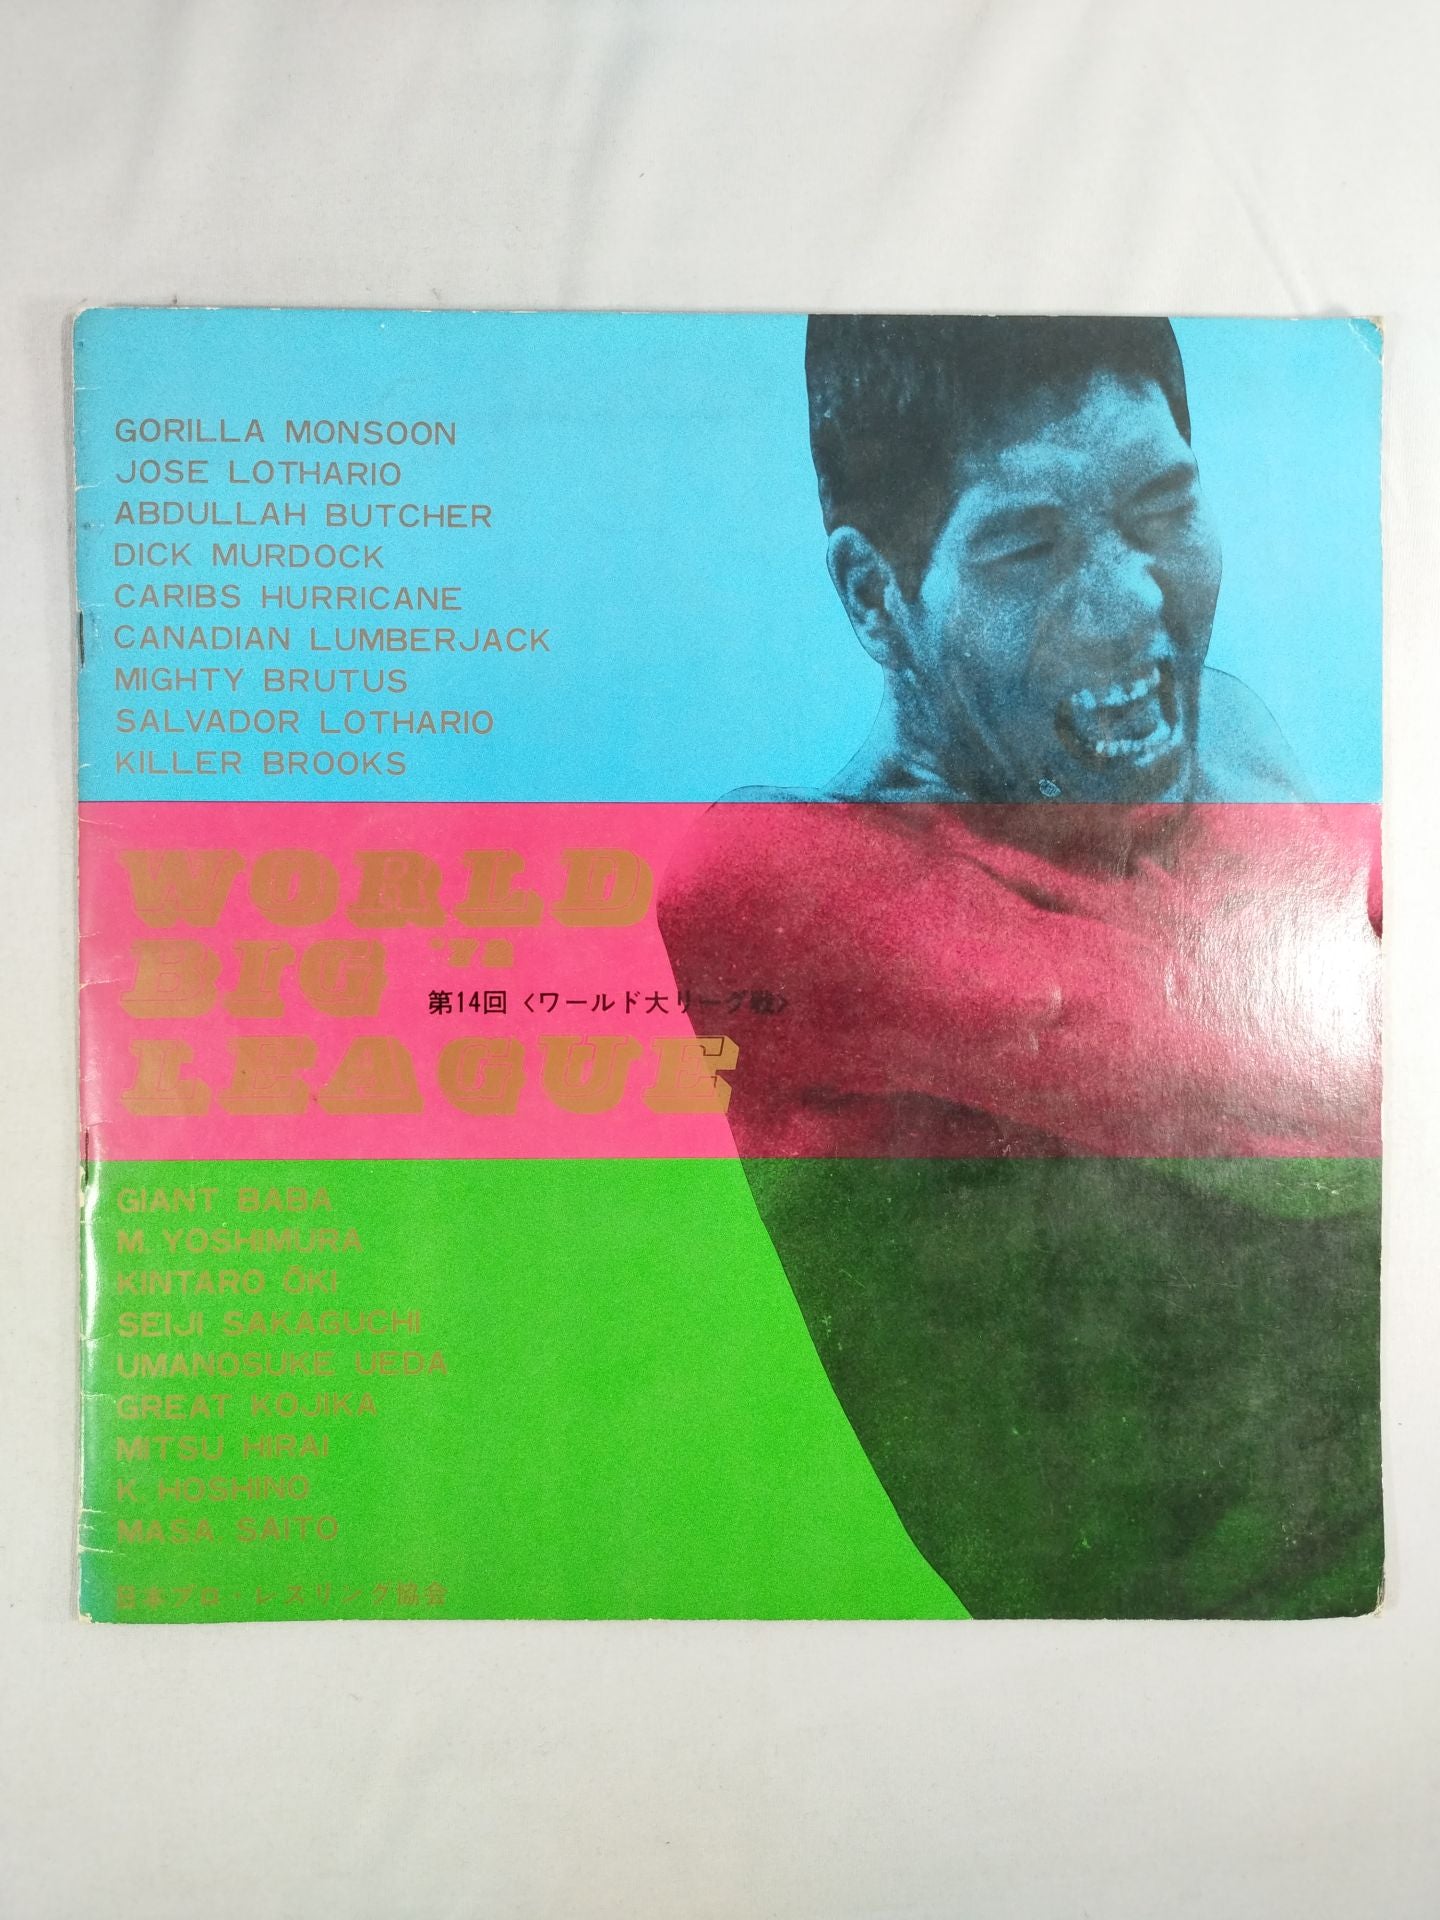 GORILLA MONSOON
JOSE LOTHARIO
ABDULLAH BUTCHER
DICK MURDOCK
CARIBS HURRICANE
CANADIAN LUMBERJACK
MIGHTY BRUTUS
SALVADOR LOTHARIO
KILLER BROOKS
WORLD
BIG '72
第14回〈ワールド大リーグ戦〉
LEAGUE
GIANT BABA
M. YOSHIMURA
KINTARO ŌKI
SEIJI SAKAGUCHI
UMANOSUKE UEDA
GREAT KOJIKA
MITSU HIRAI
K. HOSHINO
MASA. SAITO
日本プロ・レスリング協会